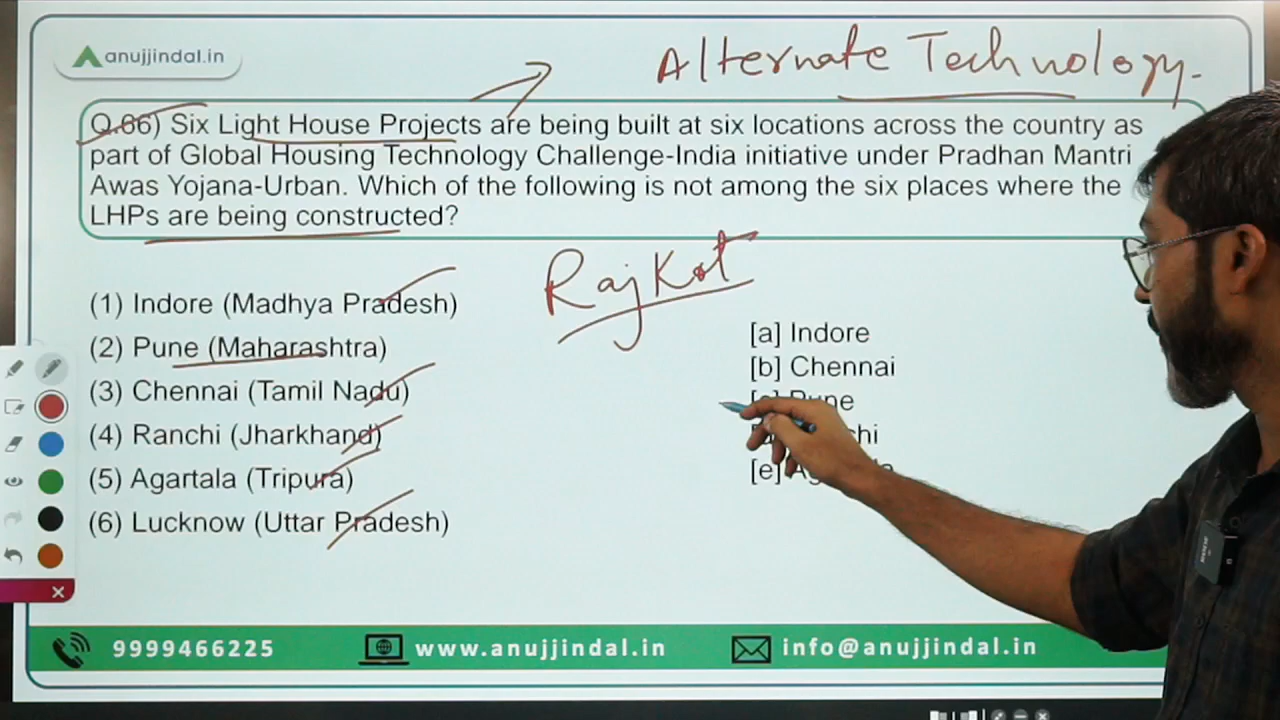 anujjindal.in
Alternate Technology.
Q.06) Six Light House Projects are being built at six locations across the country as
part of Global Housing Technology Challenge-India initiative under Pradhan Mantri
Awas Yojana-Urban. Which of the following is not among the six places where the
LHPs are being constructed?
Rajkot
(1) Indore (Madhya Pradesh)
(2) Pune (Maharashtra)
(3) Chennai (Tamil Nadu)
(4) Ranchi (Jharkhand)
(5) Agartala (Tripura)
(6) Lucknow (Uttar Pradesh)
[a] Indore
[b] Chennai
[c] Pune
[e]
9999466225
www.anujjindal.in
info@anujjindal.in